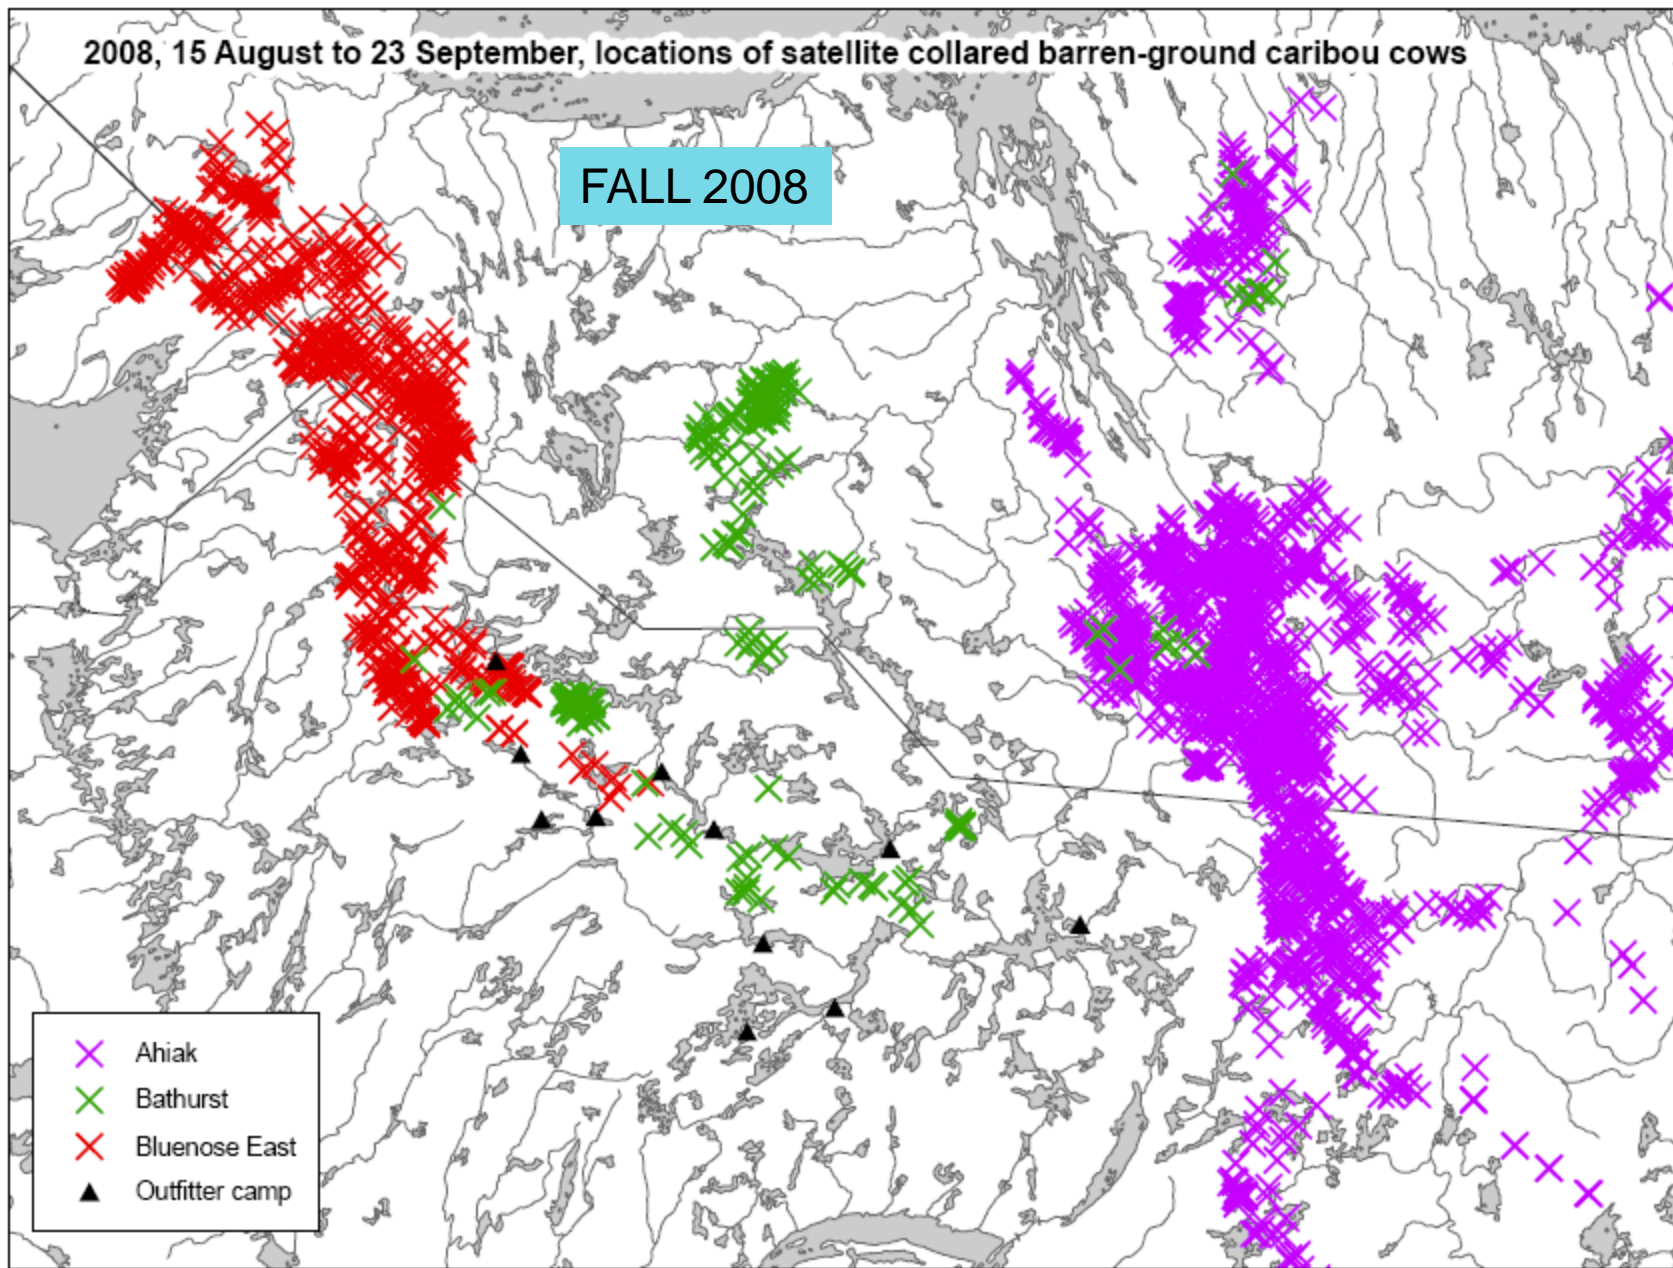 2008, 15 August to 23 September, locations of satellite collared barren-ground caribou cows
FALL 2008
Ahiak
Bathurst
Bluenose East
Outfitter camp